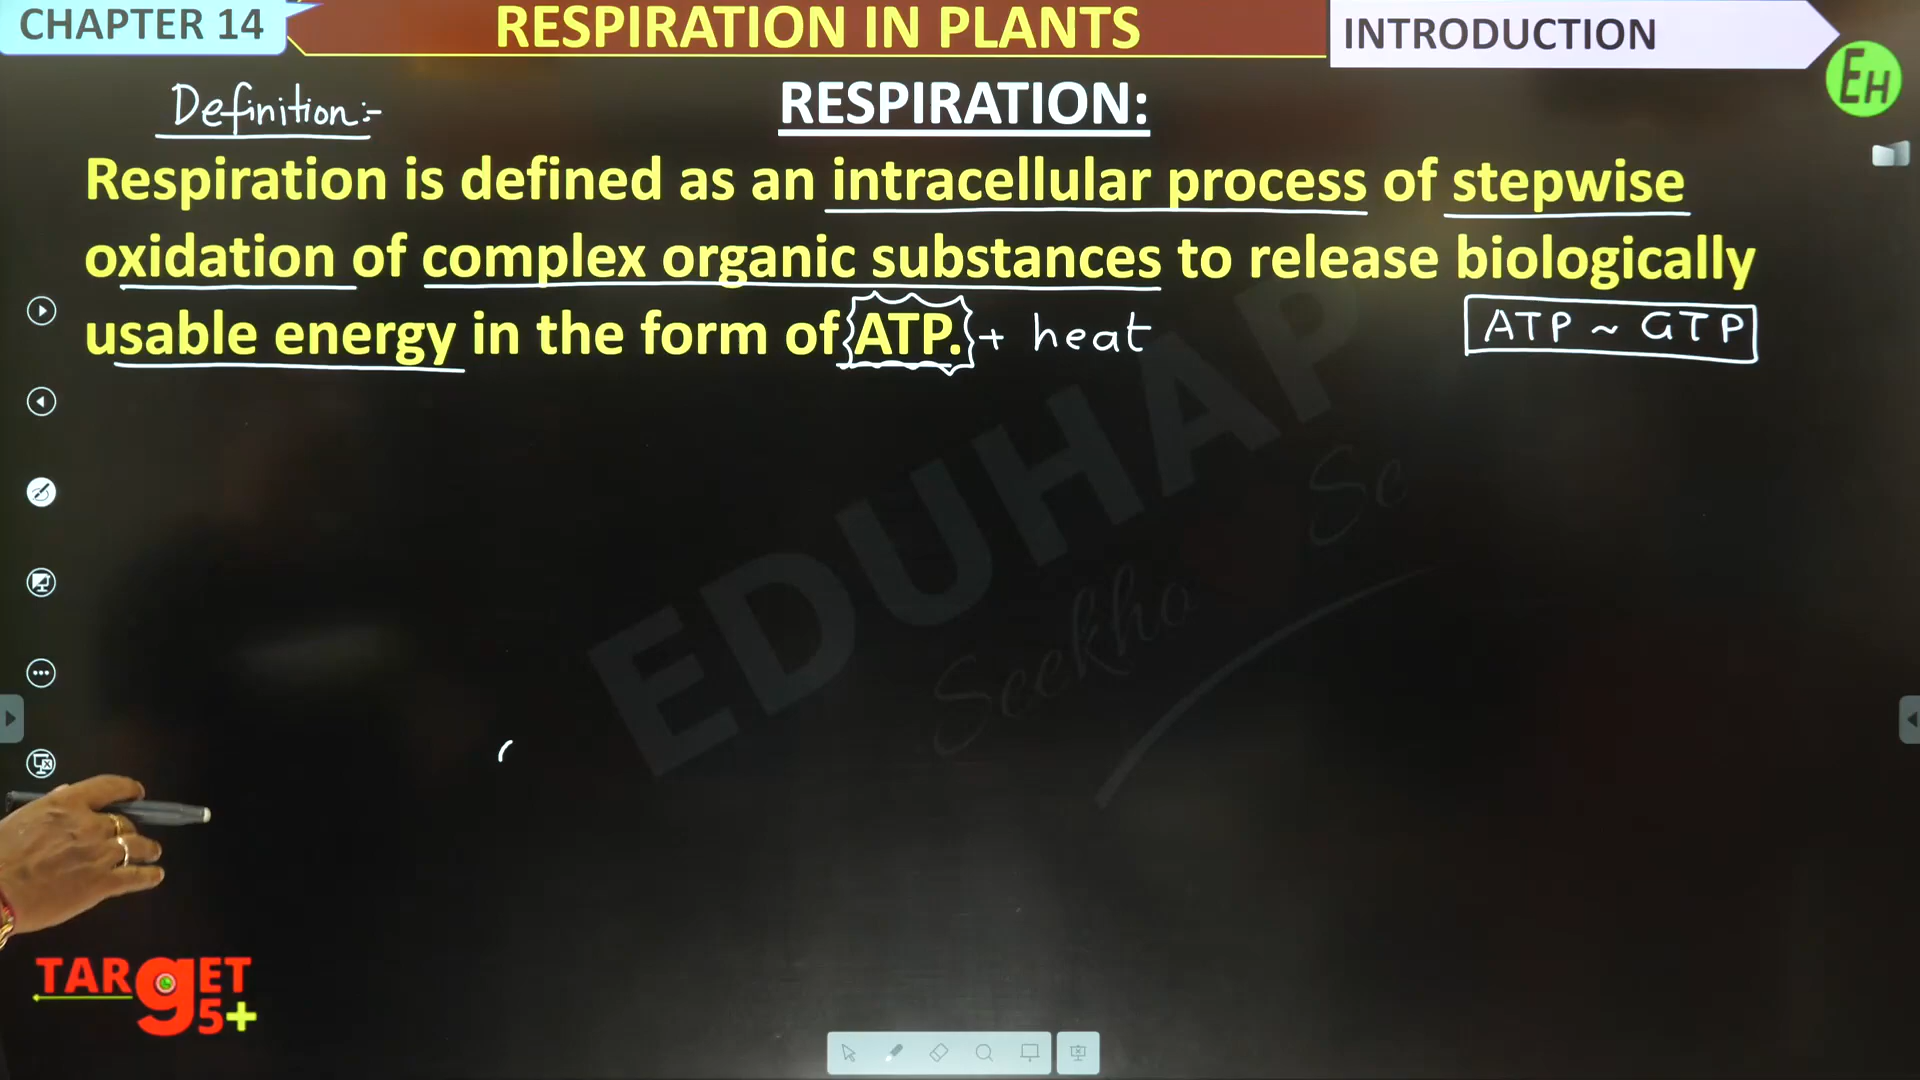 CHAPTER 14
RESPIRATION IN PLANTS
INTRODUCTION
EH
Definition:-
RESPIRATION:
Respiration is defined as an intracellular process of stepwise
oxidation of complex organic substances to release biologically
usable energy in the form of ATP. + heat
ATP ~ GTP
EDUHAP
Seekho Se
TARGET
95+